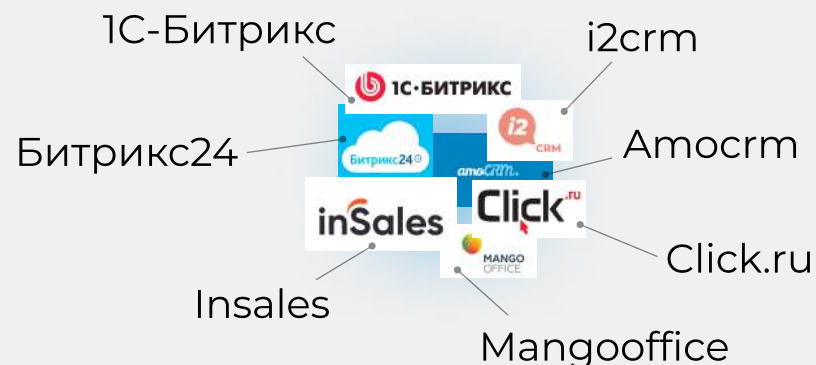 1С-Битрикс
i2crm
1С·БИТРИКС
i2
CRM
Битрикс24
Битрикс24
Amocrm
amoCRM.
inSales
Click.ru
MANGO
OFFICE
Click.ru
Insales
Mangooffice